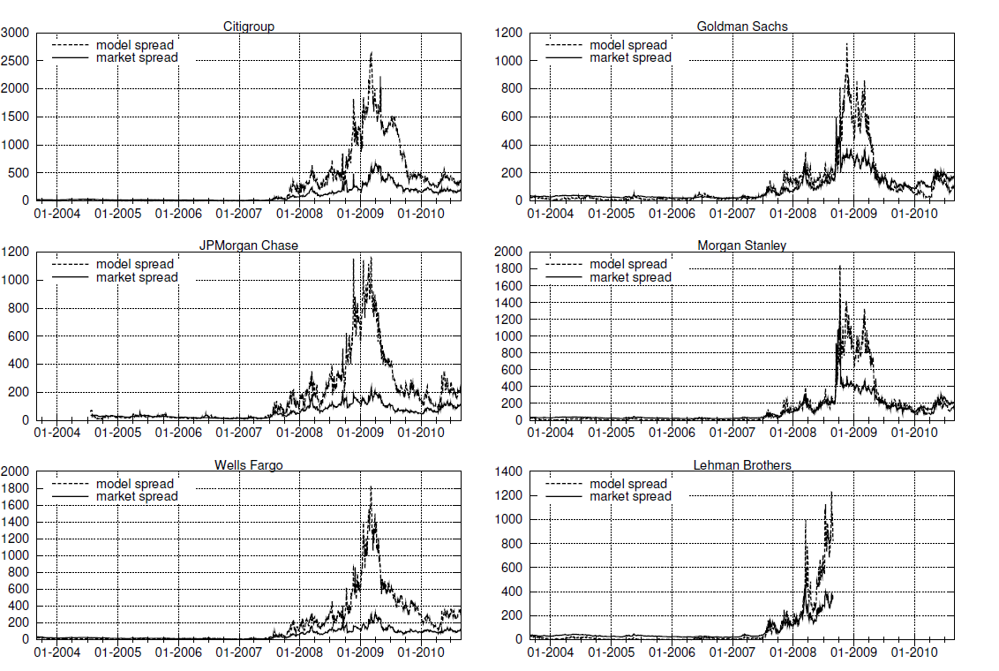 Citigroup
model spread
market spread
3000
2500
2000
1500
1000
500
0
01-2004 01-2005 01-2006 01-2007 01-2008 01-2009 01-2010
Goldman Sachs
model spread
market spread
1200
1000
800
600
400
200
0
01-2004 01-2005 01-2006 01-2007 01-2008 01-2009 01-2010
JPMorgan Chase
model spread
market spread
1200
1000
800
600
400
200
0
01-2004 01-2005 01-2006 01-2007 01-2008 01-2009 01-2010
Morgan Stanley
model spread
market spread
2000
1800
1600
1400
1200
1000
800
600
400
200
0
01-2004 01-2005 01-2006 01-2007 01-2008 01-2009 01-2010
Wells Fargo
model spread
market spread
2000
1800
1600
1400
1200
1000
800
600
400
200
0
01-2004 01-2005 01-2006 01-2007 01-2008 01-2009 01-2010
Lehman Brothers
model spread
market spread
1400
1200
1000
800
600
400
200
0
01-2004 01-2005 01-2006 01-2007 01-2008 01-2009 01-2010